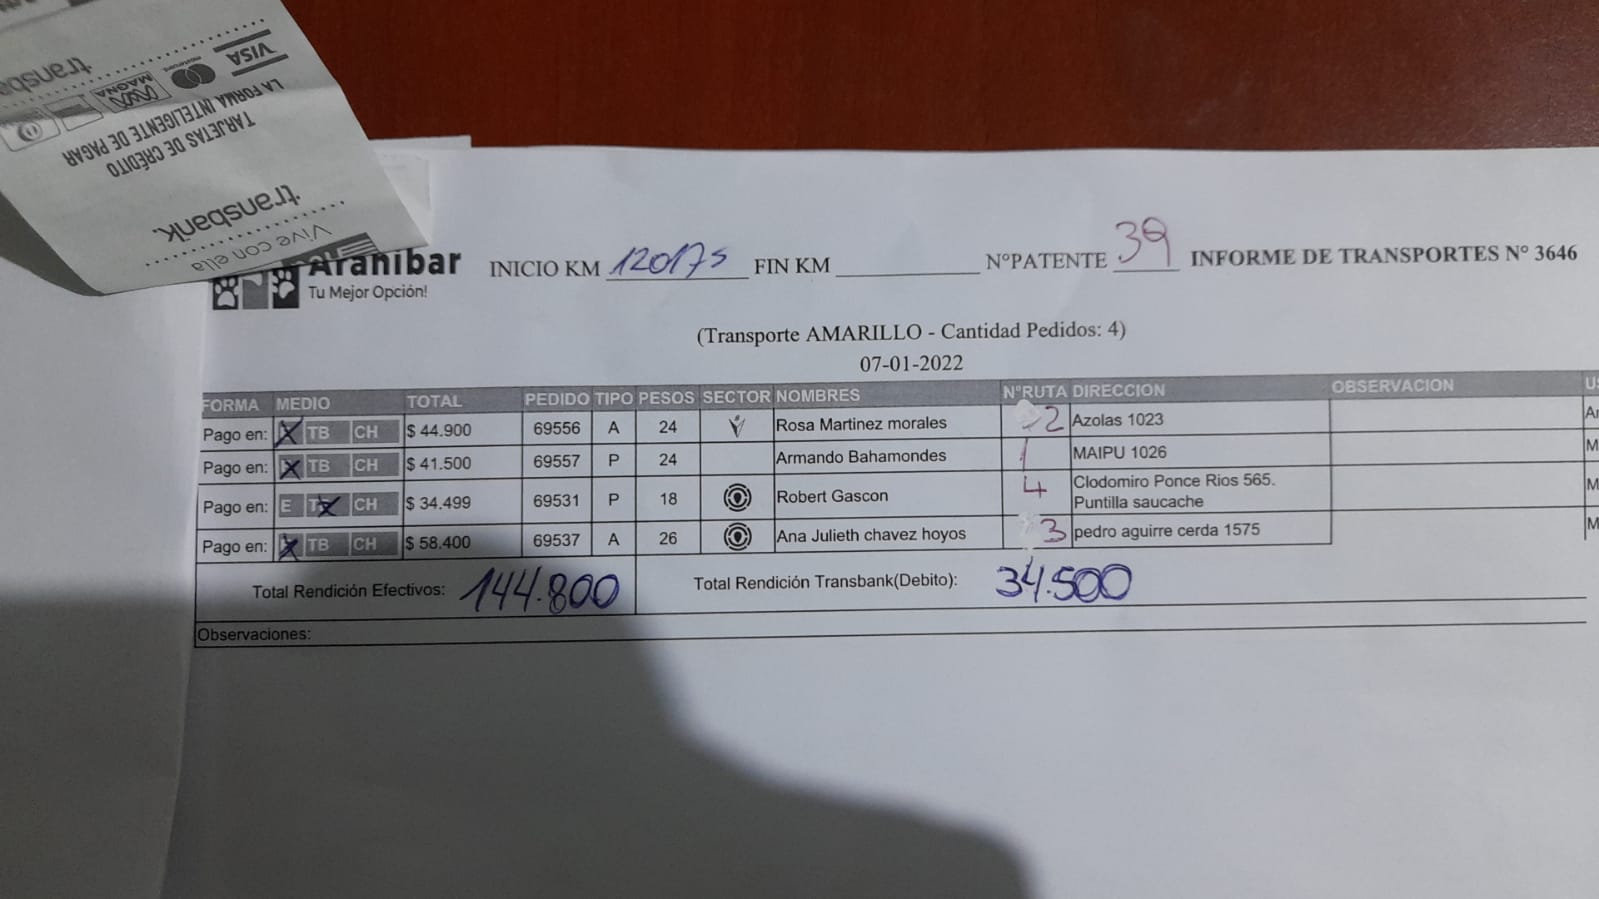 transbank
VISA
mastercard
MAGNA
LA FORMA INTELIGENTE DE PAGAR
TARJETAS DE CRÉDITO
transbank.
Vive con ella
Aranibar
Tu Mejor Opción!
INICIO KM 120175 FIN KM N°PATENTE 39 INFORME DE TRANSPORTES N° 3646
(Transporte AMARILLO - Cantidad Pedidos: 4)
07-01-2022
FORMA MEDIO TOTAL PEDIDO TIPO PESOS SECTOR NOMBRES N°RUTA DIRECCION OBSERVACION
Pago en: X TB CH $ 44.900 69556 A 24 Rosa Martinez morales 2 Azolas 1023
Pago en: X TB CH $ 41.500 69557 P 24 Armando Bahamondes 1 MAIPU 1026
Pago en: E TX CH $ 34.499 69531 P 18 Robert Gascon 4 Clodomiro Ponce Rios 565.
Puntilla saucache
Pago en: X TB CH $ 58.400 69537 A 26 Ana Julieth chavez hoyos 3 pedro aguirre cerda 1575
Total Rendición Efectivos: 144.800 Total Rendición Transbank(Debito): 34.500
Observaciones: